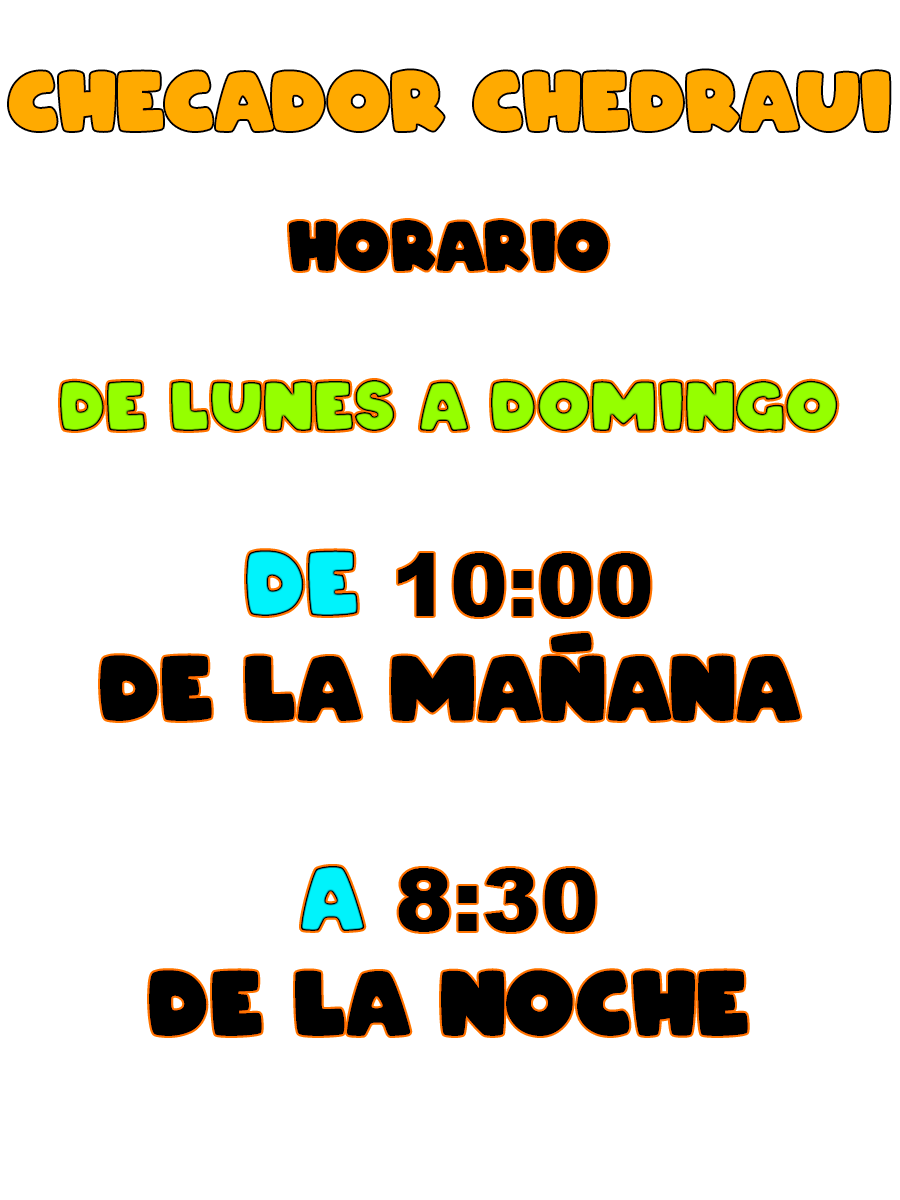 CHECADOR CHEDRAUI
HORARIO
DE LUNES A DOMINGO
DE 10:00
DE LA MAÑANA
A 8:30
DE LA NOCHE